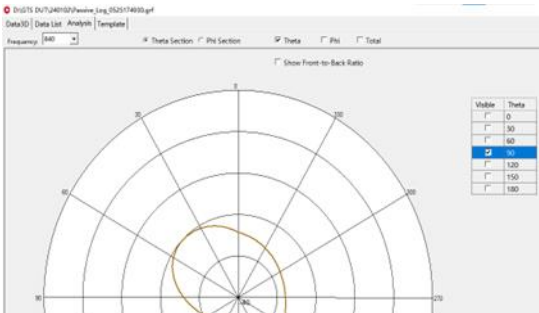 D:\GTS DUT\240102\Passive_Log_0525174030.grf
Data3D Data List Analysis Template
Frequency: 840 Theta Section Phi Section Theta Phi Total
Show Front-to-Back Ratio
Visible Theta
0
30
60
90
120
150
180
0
30 330
60 300
90 270